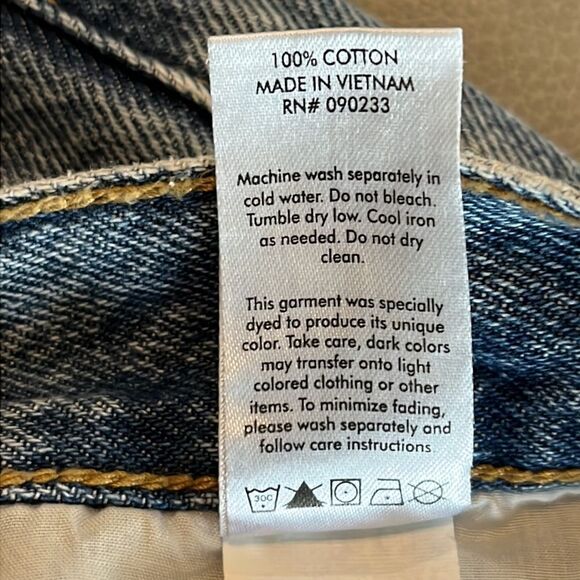 100% COTTON
MADE IN VIETNAM
RN# 090233
Machine wash separately in
cold water. Do not bleach.
Tumble dry low. Cool iron
as needed. Do not dry
clean.
This garment was specially
dyed to produce its unique
color. Take care, dark colors
may transfer onto light
colored clothing or other
items. To minimize fading,
please wash separately and
follow care instructions.
30C